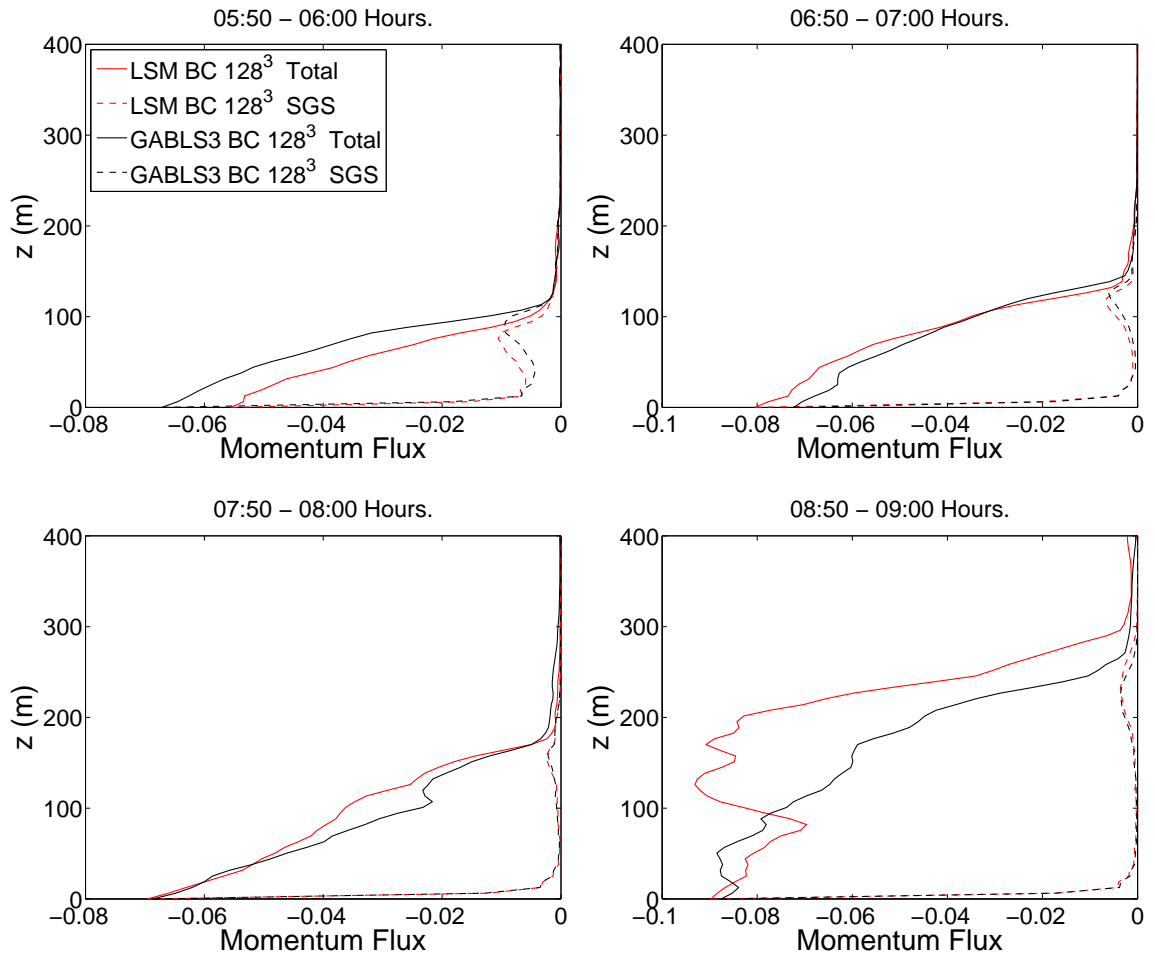 05:50 − 06:00 Hours.
400
300
200
100
0
z (m)
LSM BC 128³ Total
LSM BC 128³ SGS
GABLS3 BC 128³ Total
GABLS3 BC 128³ SGS
−0.08 −0.06 −0.04 −0.02 0
Momentum Flux
06:50 − 07:00 Hours.
400
300
200
100
0
z (m)
−0.1 −0.08 −0.06 −0.04 −0.02 0
Momentum Flux
07:50 − 08:00 Hours.
400
300
200
100
0
z (m)
−0.08 −0.06 −0.04 −0.02 0
Momentum Flux
08:50 − 09:00 Hours.
400
300
200
100
0
z (m)
−0.1 −0.08 −0.06 −0.04 −0.02 0
Momentum Flux